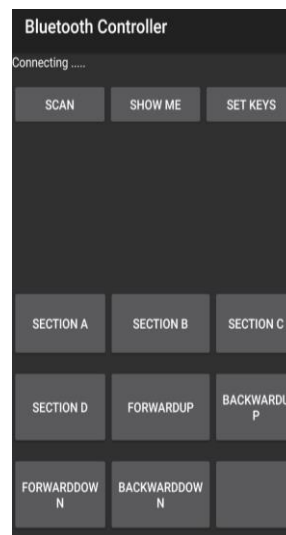 Bluetooth Controller
Connecting .....
SCAN SHOW ME SET KEYS
SECTION A SECTION B SECTION C
SECTION D FORWARDUP BACKWARDU
P
FORWARDDOW BACKWARDDOW
N N